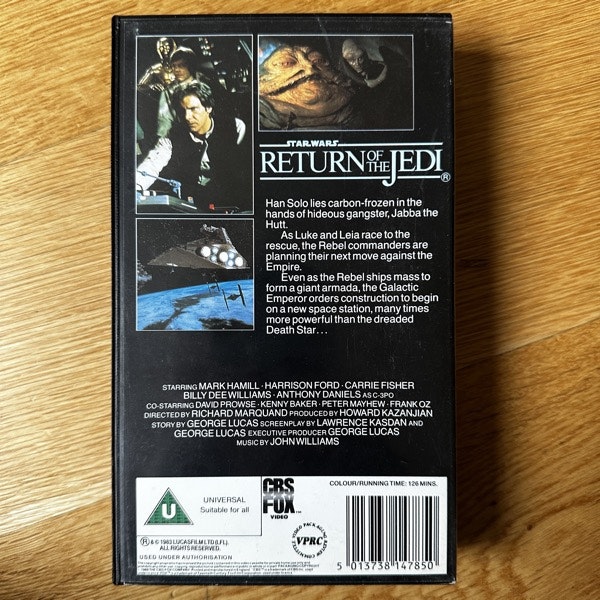 STAR WARS
RETURN OF THE JEDI ®
Han Solo lies carbon-frozen in the
hands of hideous gangster, Jabba the
Hutt.
As Luke and Leia race to the
rescue, the Rebel commanders are
planning their next move against the
Empire.
Even as the Rebel ships mass to
form a giant armada, the Galactic
Emperor orders construction to begin
on a new space station, many times
more powerful than the dreaded
Death Star...
STARRING MARK HAMILL · HARRISON FORD · CARRIE FISHER
BILLY DEE WILLIAMS · ANTHONY DANIELS AS C-3PO
CO-STARRING DAVID PROWSE · KENNY BAKER · PETER MAYHEW · FRANK OZ
DIRECTED BY RICHARD MARQUAND PRODUCED BY HOWARD KAZANJIAN
STORY BY GEORGE LUCAS SCREENPLAY BY LAWRENCE KASDAN AND
GEORGE LUCAS EXECUTIVE PRODUCER GEORGE LUCAS
MUSIC BY JOHN WILLIAMS
U
UNIVERSAL
Suitable for all
CBS
FOX
VIDEO
COLOUR/RUNNING TIME: 126 MINS.
VPRC
VIDEO PACKAGING REVIEW COMMITTEE
® & © 1983 LUCASFILM LTD (LFL).
ALL RIGHTS RESERVED.
USED UNDER AUTHORISATION
5 013738 147850